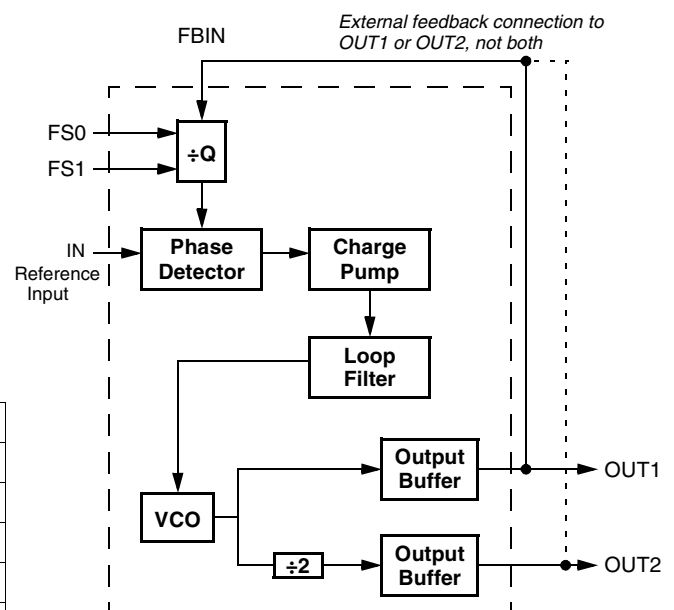 External feedback connection to
OUT1 or OUT2, not both
FBIN
FS0
÷Q
FS1
IN
Reference
Input
Phase
Detector
Charge
Pump
Loop
Filter
Output
Buffer
OUT1
VCO
÷2
Output
Buffer
OUT2